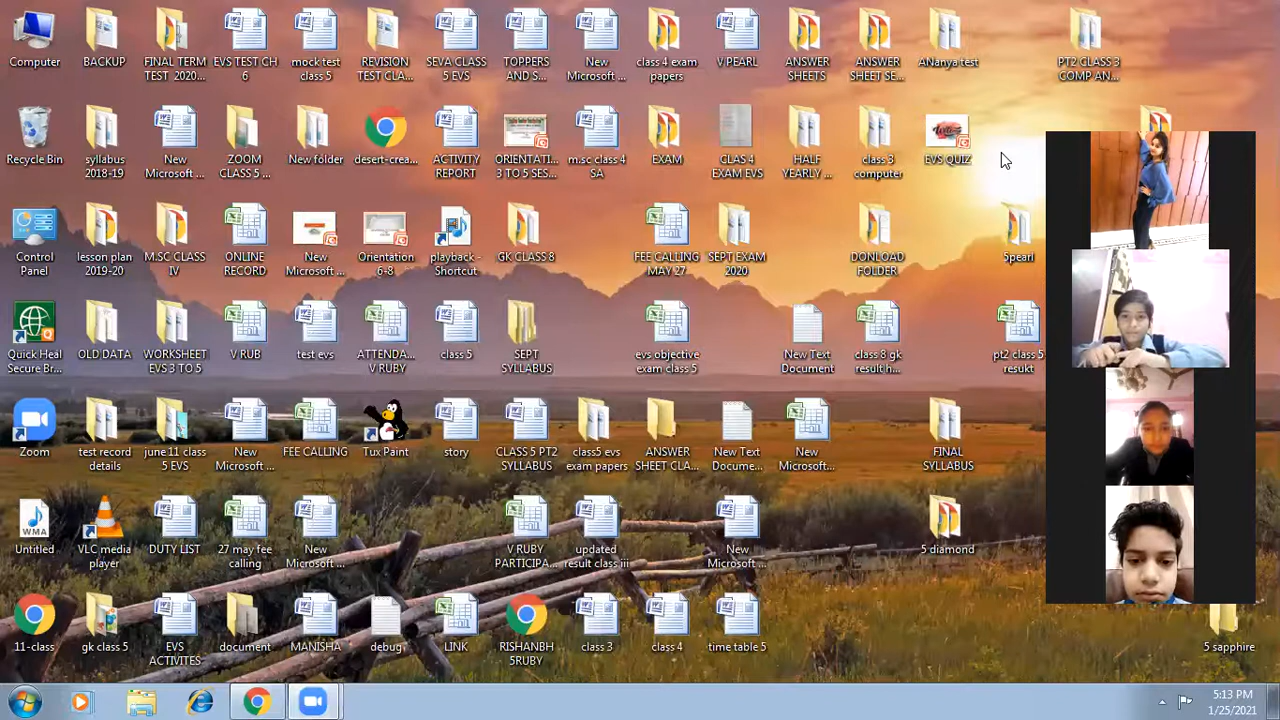 Computer
BACKUP
FINAL TERM
TEST 2020...
EVS TEST CH
6
mock test
class 5
REVISION
TEST CLA...
SEVA CLASS
5 EVS
TOPPERS
AND S...
New
Microsoft ...
class 4 exam
papers
V PEARL
ANSWER
SHEETS
ANSWER
SHEET SE...
ANanya test
PT2 CLASS 3
COMP AN...
Recycle Bin
syllabus
2018-19
New
Microsoft ...
ZOOM
CLASS 5 ...
New folder
desert-crea...
ACTIVITY
REPORT
ORIENTATI...
3 TO 5 SES...
m.sc class 4
SA
EXAM
CLAS 4
EXAM EVS
HALF
YEARLY ...
class 3
computer
EVS QUIZ
Control
Panel
lesson plan
2019-20
M.SC CLASS
IV
ONLINE
RECORD
New
Microsoft ...
Orientation
6-8
playback -
Shortcut
GK CLASS 8
FEE CALLING
MAY 27
SEPT EXAM
2020
DONLOAD
FOLDER
5pearl
Quick Heal
Secure Br...
OLD DATA
WORKSHEET
EVS 3 TO 5
V RUB
test evs
ATTENDA...
V RUBY
class 5
SEPT
SYLLABUS
evs objective
exam class 5
New Text
Document
class 8 gk
result h...
pt2 class 5
resukt
Zoom
test record
details
june 11 class
5 EVS
New
Microsoft ...
FEE CALLING
Tux Paint
story
CLASS 5 PT2
SYLLABUS
class5 evs
exam papers
ANSWER
SHEET CLA...
New Text
Docume...
New
Microsoft...
FINAL
SYLLABUS
WMA
Untitled
VLC media
player
DUTY LIST
27 may fee
calling
New
Microsoft ...
V RUBY
PARTICIPA...
updated
result class iii
New
Microsoft ...
5 diamond
11-class
gk class 5
EVS
ACTIVITES
document
MANISHA
debug
LINK
RISHANBH
5RUBY
class 3
class 4
time table 5
5 sapphire
5:13 PM
1/25/2021